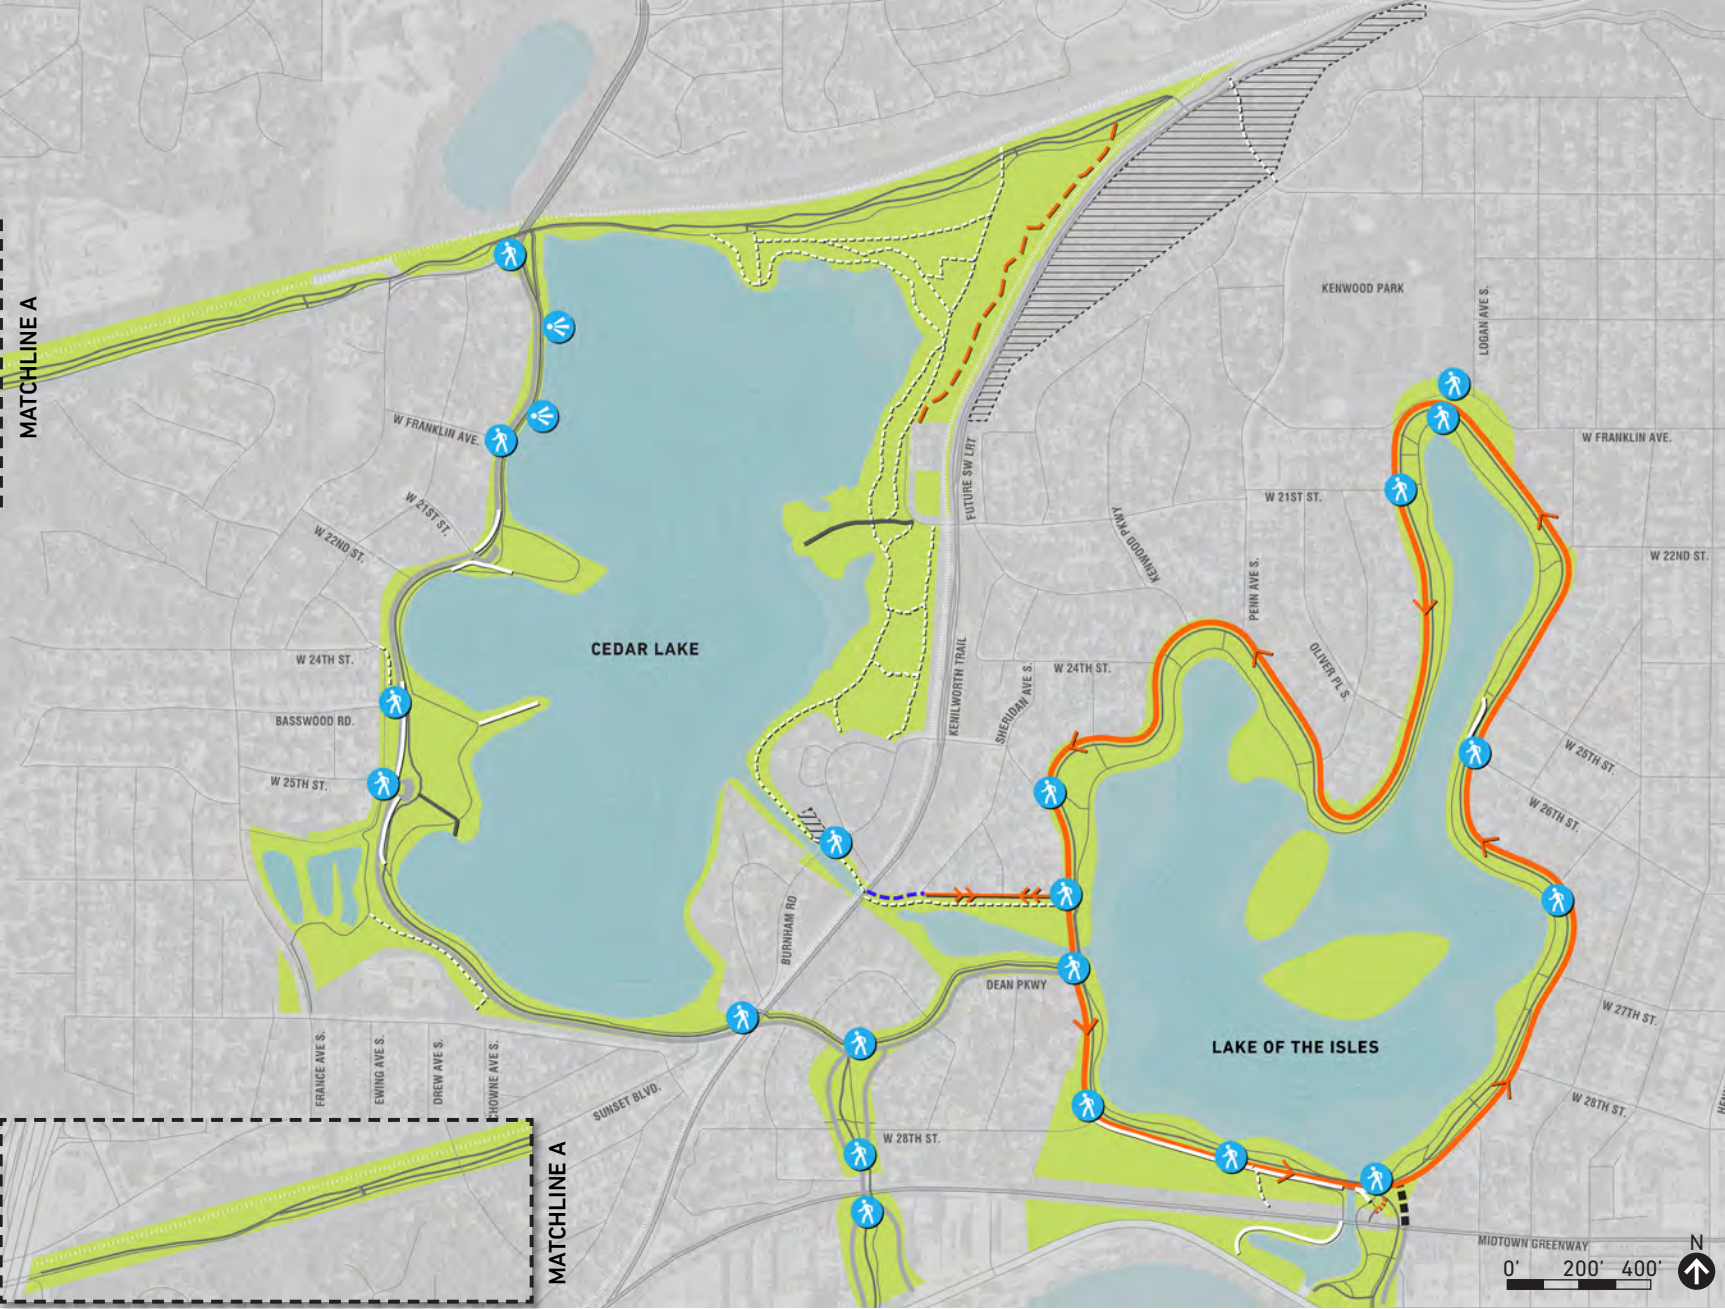 MATCHLINE A
KENWOOD PARK
LOGAN AVE S.
W FRANKLIN AVE.
W FRANKLIN AVE.
FUTURE SW LRT
W 21ST ST.
W 21ST ST.
W 22ND ST.
KENWOOD PKWY
W 22ND ST.
PENN AVE S.
CEDAR LAKE
W 24TH ST.
KENILWORTH TRAIL
SHERIDAN AVE S.
W 24TH ST.
OLIVER PL S
BASSWOOD RD.
W 25TH ST.
W 25TH ST.
W 26TH ST.
BURNHAM RD
DEAN PKWY
W 27TH ST.
LAKE OF THE ISLES
FRANCE AVE S.
EWING AVE S.
DREW AVE S.
CHOWNE AVE S.
SUNSET BLVD.
W 28TH ST.
HEN
W 28TH ST.
MATCHLINE A
MIDTOWN GREENWAY
N
0' 200' 400'